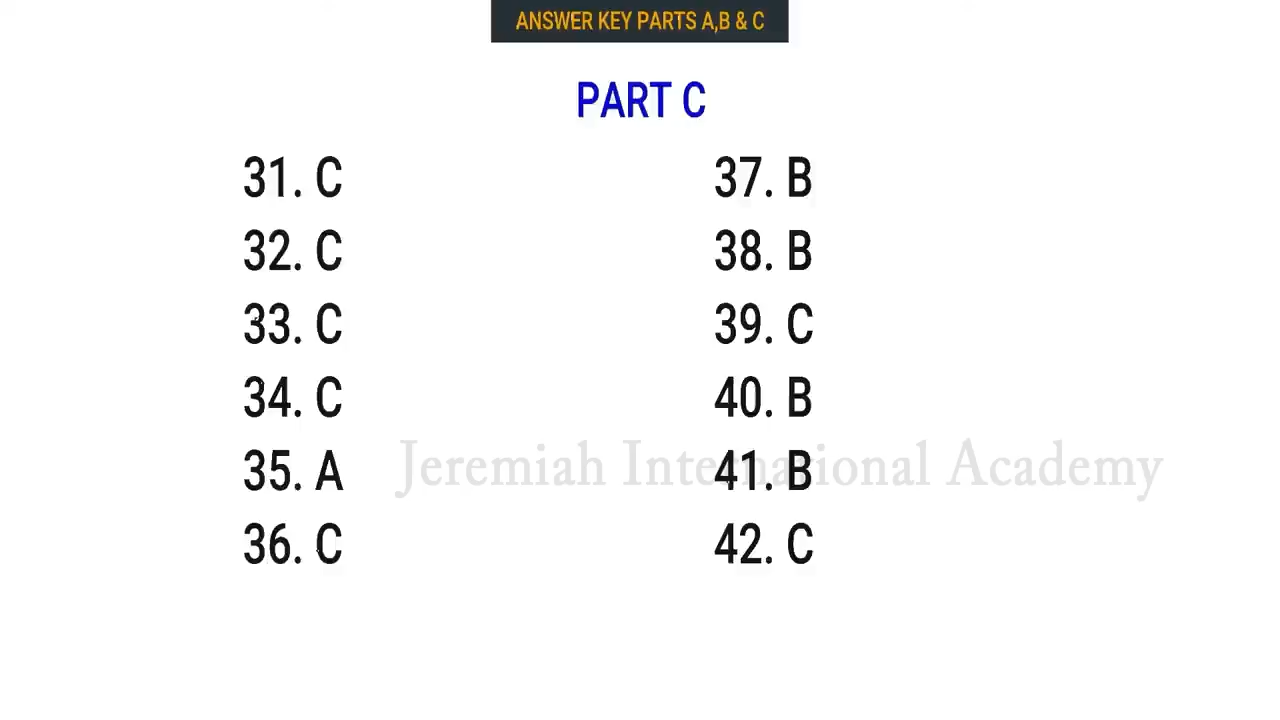 ANSWER KEY PARTS A,B & C
PART C
31. C
32. C
33. C
34. C
35. A
36. C
37. B
38. B
39. C
40. B
41. B
42. C
Jeremiah International Academy